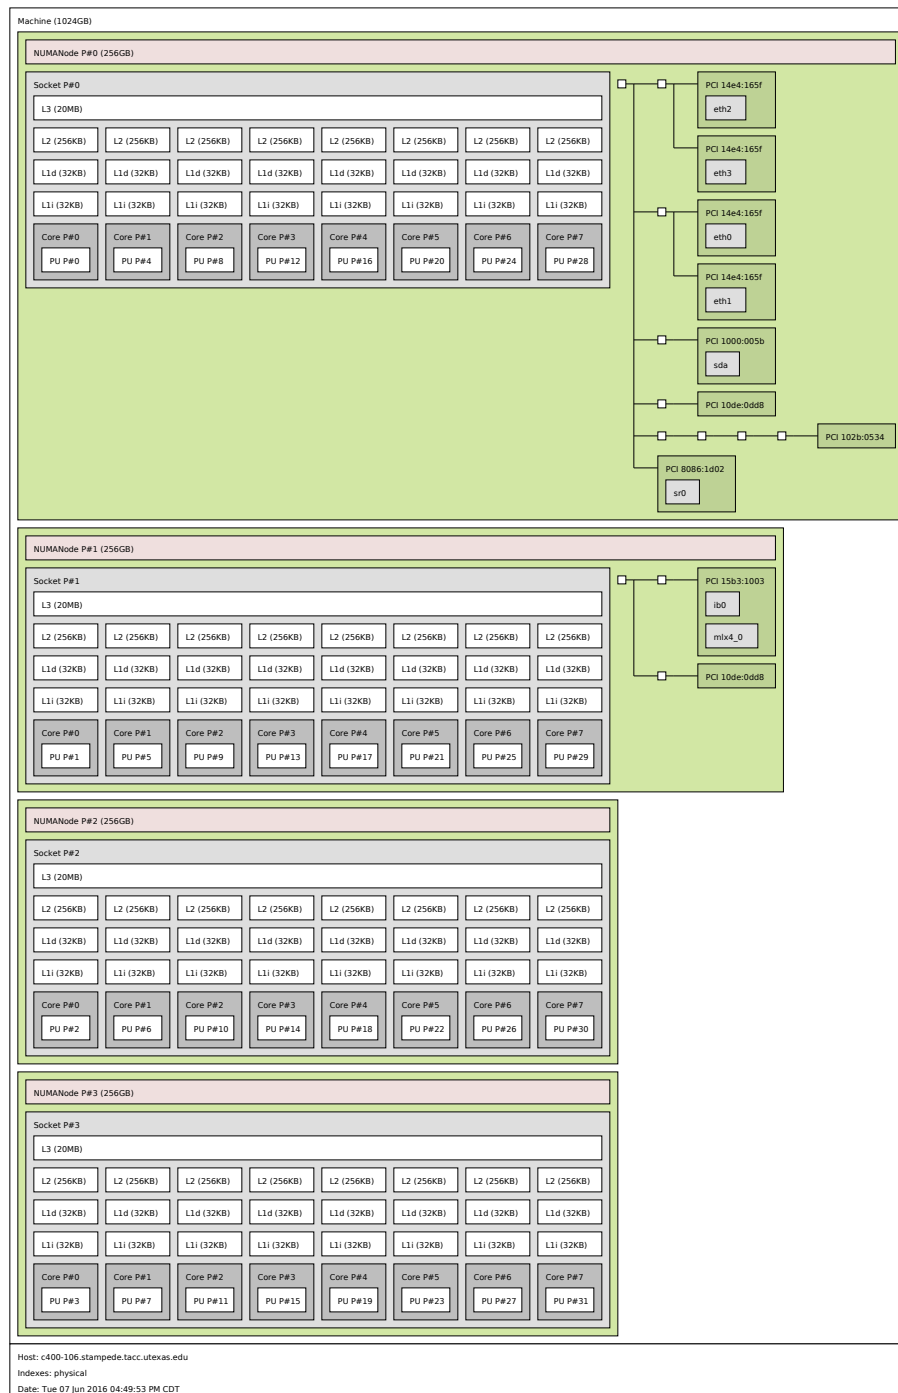 Machine (1024GB)
NUMANode P#0 (256GB)
Socket P#0
L3 (20MB)
L2 (256KB) L2 (256KB) L2 (256KB) L2 (256KB) L2 (256KB) L2 (256KB) L2 (256KB) L2 (256KB)
L1d (32KB) L1d (32KB) L1d (32KB) L1d (32KB) L1d (32KB) L1d (32KB) L1d (32KB) L1d (32KB)
L1i (32KB) L1i (32KB) L1i (32KB) L1i (32KB) L1i (32KB) L1i (32KB) L1i (32KB) L1i (32KB)
Core P#0 Core P#1 Core P#2 Core P#3 Core P#4 Core P#5 Core P#6 Core P#7
PU P#0 PU P#4 PU P#8 PU P#12 PU P#16 PU P#20 PU P#24 PU P#28
PCI 14e4:165f
eth2
PCI 14e4:165f
eth3
PCI 14e4:165f
eth0
PCI 14e4:165f
eth1
PCI 1000:005b
sda
PCI 10de:0dd8
PCI 102b:0534
PCI 8086:1d02
sr0
NUMANode P#1 (256GB)
Socket P#1
L3 (20MB)
L2 (256KB) L2 (256KB) L2 (256KB) L2 (256KB) L2 (256KB) L2 (256KB) L2 (256KB) L2 (256KB)
L1d (32KB) L1d (32KB) L1d (32KB) L1d (32KB) L1d (32KB) L1d (32KB) L1d (32KB) L1d (32KB)
L1i (32KB) L1i (32KB) L1i (32KB) L1i (32KB) L1i (32KB) L1i (32KB) L1i (32KB) L1i (32KB)
Core P#0 Core P#1 Core P#2 Core P#3 Core P#4 Core P#5 Core P#6 Core P#7
PU P#1 PU P#5 PU P#9 PU P#13 PU P#17 PU P#21 PU P#25 PU P#29
PCI 15b3:1003
ib0
mlx4_0
PCI 10de:0dd8
NUMANode P#2 (256GB)
Socket P#2
L3 (20MB)
L2 (256KB) L2 (256KB) L2 (256KB) L2 (256KB) L2 (256KB) L2 (256KB) L2 (256KB) L2 (256KB)
L1d (32KB) L1d (32KB) L1d (32KB) L1d (32KB) L1d (32KB) L1d (32KB) L1d (32KB) L1d (32KB)
L1i (32KB) L1i (32KB) L1i (32KB) L1i (32KB) L1i (32KB) L1i (32KB) L1i (32KB) L1i (32KB)
Core P#0 Core P#1 Core P#2 Core P#3 Core P#4 Core P#5 Core P#6 Core P#7
PU P#2 PU P#6 PU P#10 PU P#14 PU P#18 PU P#22 PU P#26 PU P#30
NUMANode P#3 (256GB)
Socket P#3
L3 (20MB)
L2 (256KB) L2 (256KB) L2 (256KB) L2 (256KB) L2 (256KB) L2 (256KB) L2 (256KB) L2 (256KB)
L1d (32KB) L1d (32KB) L1d (32KB) L1d (32KB) L1d (32KB) L1d (32KB) L1d (32KB) L1d (32KB)
L1i (32KB) L1i (32KB) L1i (32KB) L1i (32KB) L1i (32KB) L1i (32KB) L1i (32KB) L1i (32KB)
Core P#0 Core P#1 Core P#2 Core P#3 Core P#4 Core P#5 Core P#6 Core P#7
PU P#3 PU P#7 PU P#11 PU P#15 PU P#19 PU P#23 PU P#27 PU P#31
Host: c400-106.stampede.tacc.utexas.edu
Indexes: physical
Date: Tue 07 Jun 2016 04:49:53 PM CDT